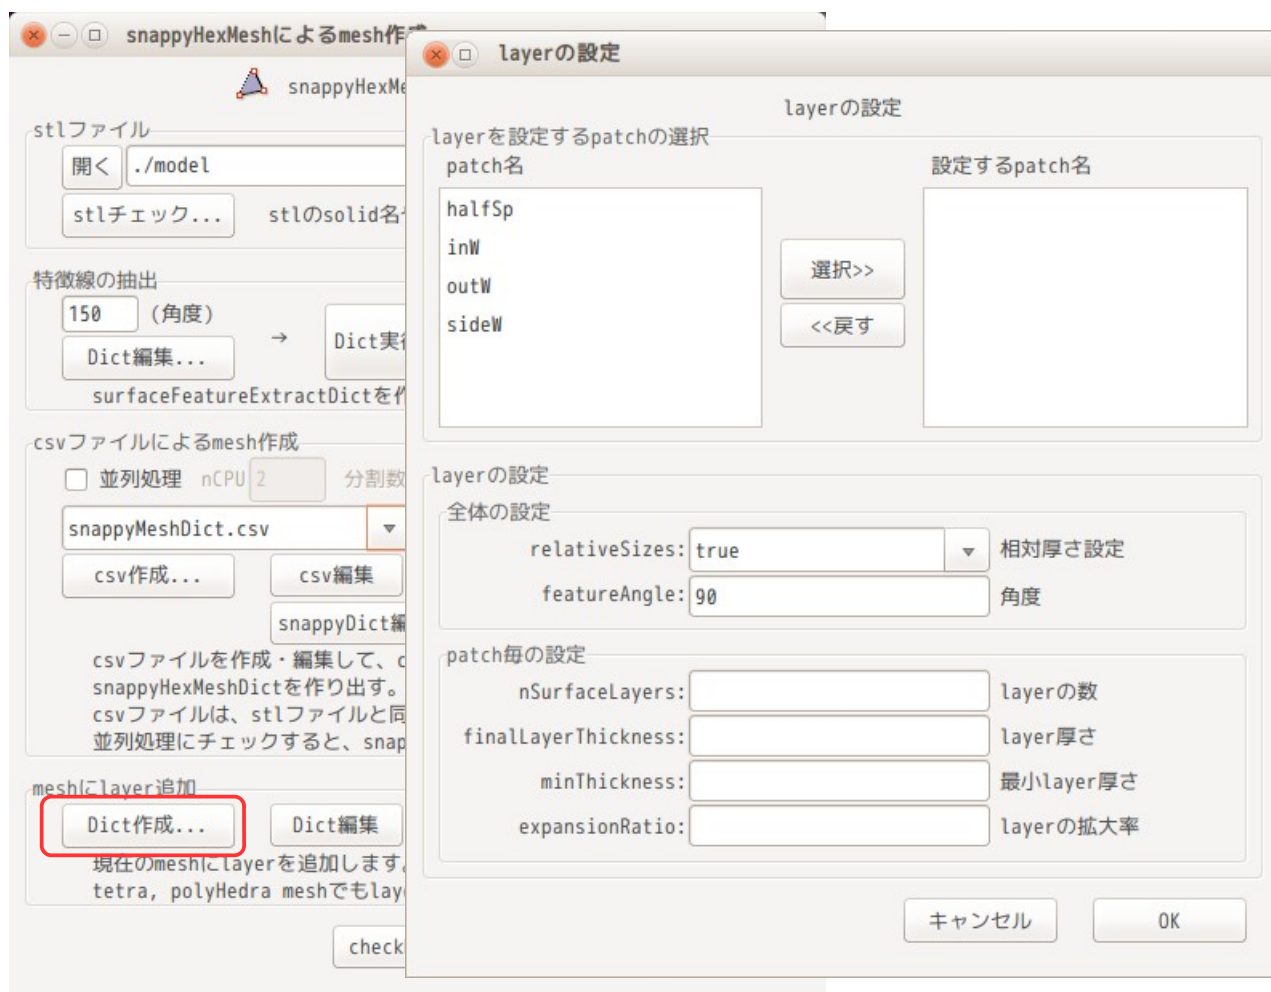 snappyHexMeshによるmesh作成
snappyHexMe
stlファイル
開く
./model
stlチェック...
stlのsolid名
特徴線の抽出
150
(角度)
→
Dict実
Dict編集...
surfaceFeatureExtractDictを
csvファイルによるmesh作成
並列処理
nCPU
2
分割数
snappyMeshDict.csv
csv作成...
csv編集
snappyDict編
csvファイルを作成・編集して、c
snappyHexMeshDictを作り出す。
csvファイルは、stlファイルと同
並列処理にチェックすると、snap
meshにlayer追加
Dict作成...
Dict編集
現在のmeshにlayerを追加します。
tetra, polyHedra meshでもlay
check
layerの設定
layerの設定
layerを設定するpatchの選択
patch名
halfSp
inW
outW
sideW
選択>>
<<戻す
設定するpatch名
layerの設定
全体の設定
relativeSizes:
true
相対厚さ設定
featureAngle:
90
角度
patch毎の設定
nSurfaceLayers:
layerの数
finalLayerThickness:
layer厚さ
minThickness:
最小layer厚さ
expansionRatio:
layerの拡大率
キャンセル
OK